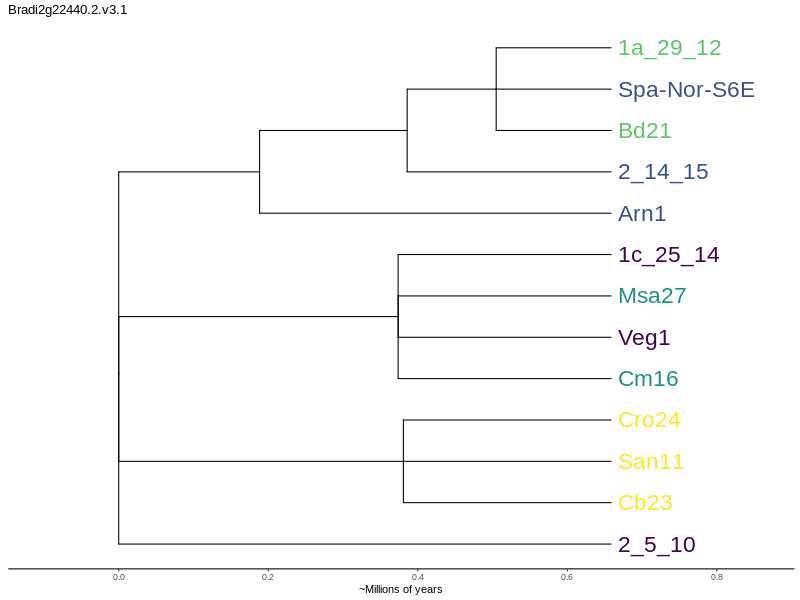 Bradi2g22440.2.v3.1
1a_29_12
Spa-Nor-S6E
Bd21
2_14_15
Arn1
1c_25_14
Msa27
Veg1
Cm16
Cro24
San11
Cb23
2_5_10
0.0 0.2 0.4 0.6 0.8
~Millions of years